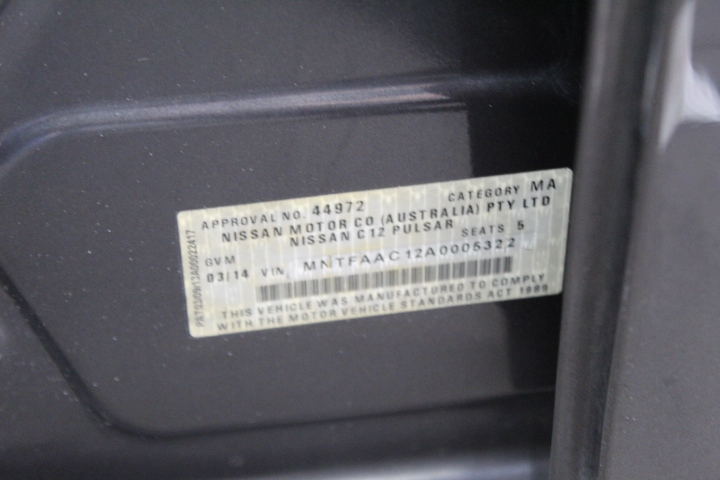 APPROVAL NO. 44972 CATEGORY MA
NISSAN MOTOR CO (AUSTRALIA) PTY LTD
NISSAN C12 PULSAR
GVM SEATS 5
03/14 VIN MNTFAAC12A0005322
THIS VEHICLE WAS MANUFACTURED TO COMPLY
WITH THE MOTOR VEHICLE STANDARDS ACT 1989